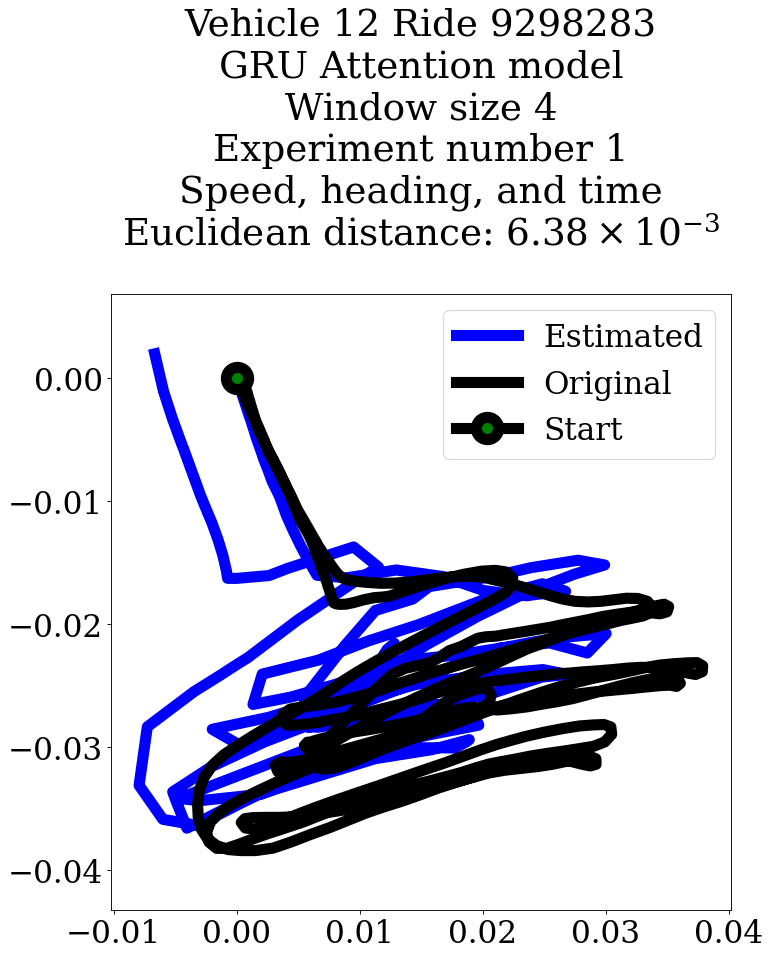 Vehicle 12 Ride 9298283
GRU Attention model
Window size 4
Experiment number 1
Speed, heading, and time
Euclidean distance: 6.38 × 10⁻³
Estimated
Original
Start
0.00
−0.01
−0.02
−0.03
−0.04
−0.01 0.00 0.01 0.02 0.03 0.04